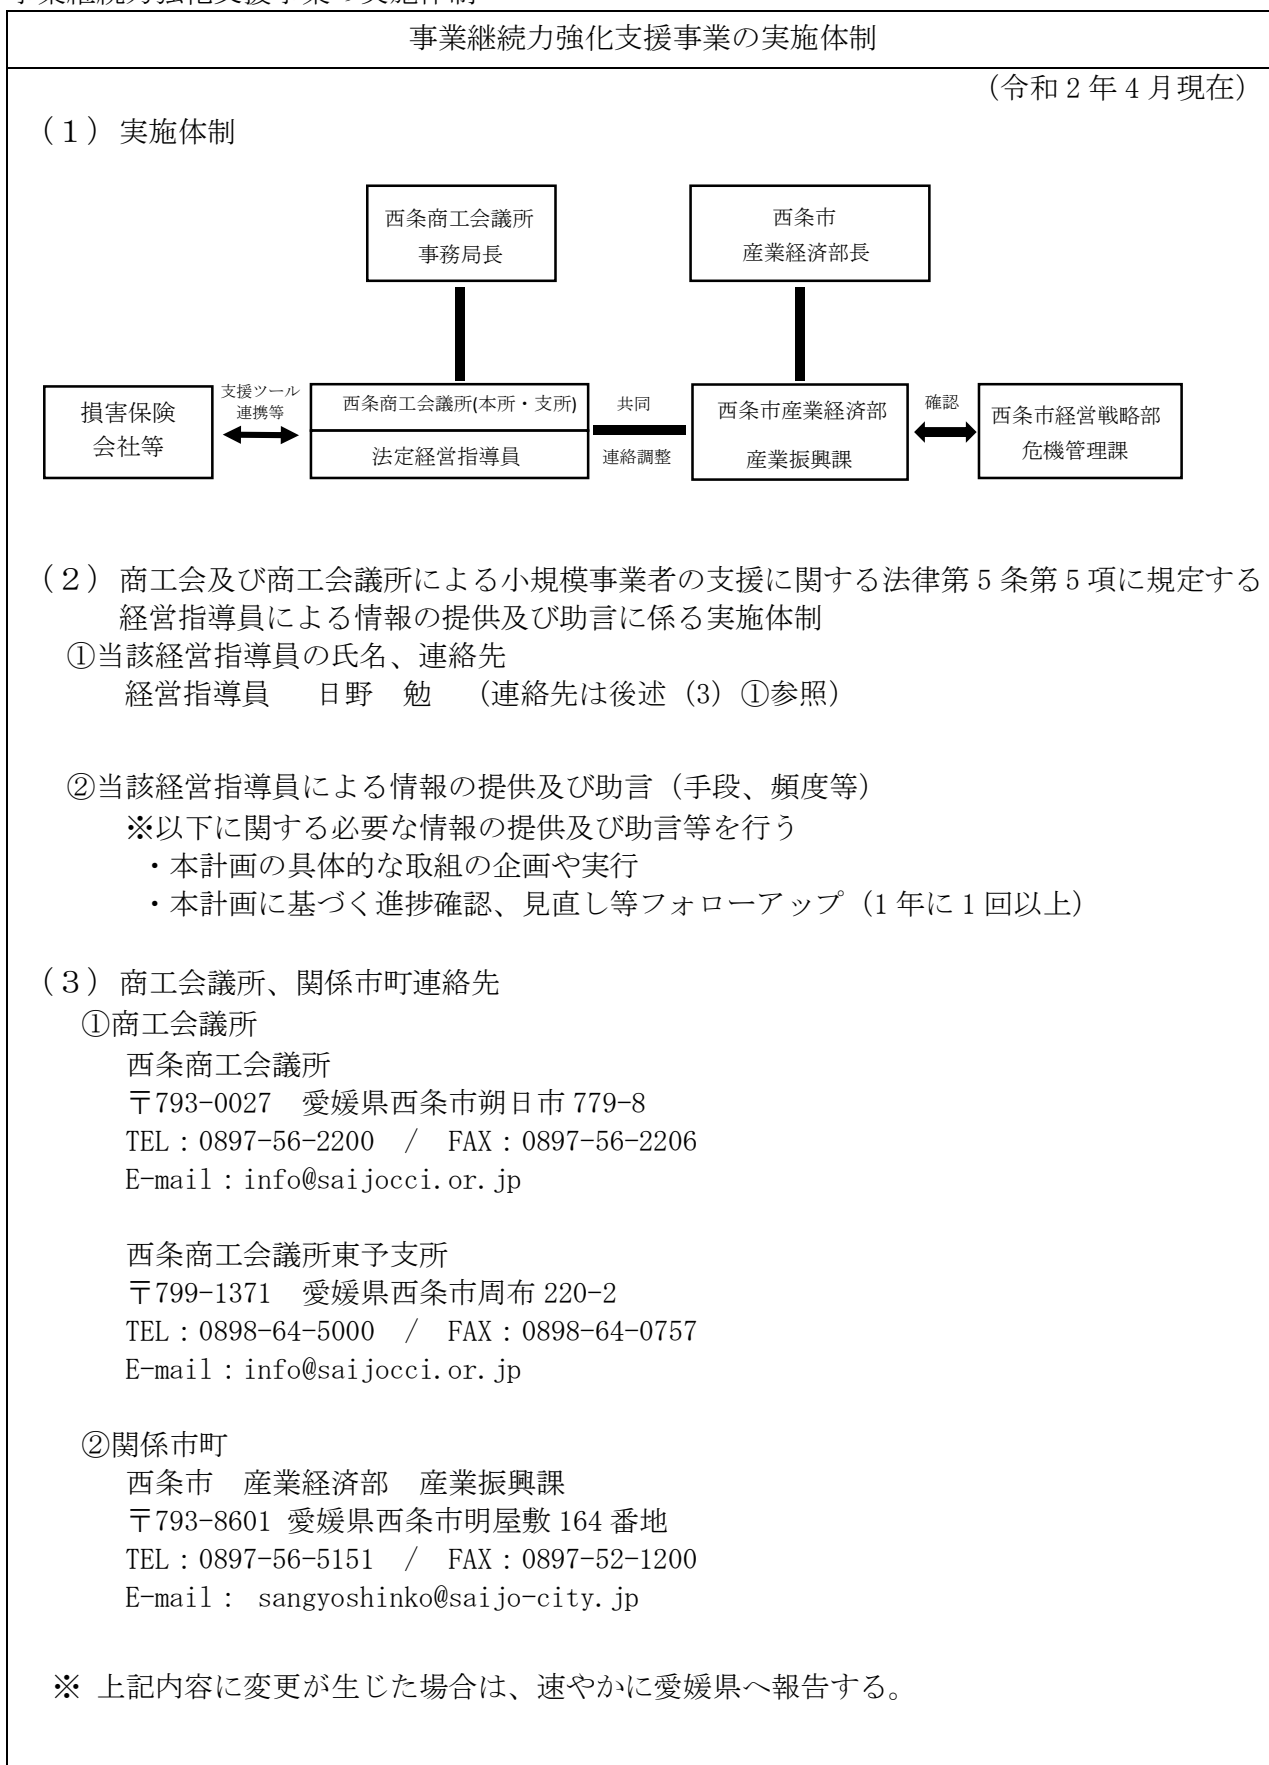 事業継続力強化支援事業の実施体制
（令和２年４月現在）
（１）実施体制
西条商工会議所
事務局長
西条市
産業経済部長
損害保険
会社等
支援ツール
連携等
西条商工会議所(本所・支所)
法定経営指導員
共同
連絡調整
西条市産業経済部
産業振興課
確認
西条市経営戦略部
危機管理課
（２）商工会及び商工会議所による小規模事業者の支援に関する法律第５条第５項に規定する
経営指導員による情報の提供及び助言に係る実施体制
①当該経営指導員の氏名、連絡先
経営指導員　日野　勉　（連絡先は後述（3）①参照）
②当該経営指導員による情報の提供及び助言（手段、頻度等）
※以下に関する必要な情報の提供及び助言等を行う
・本計画の具体的な取組の企画や実行
・本計画に基づく進捗確認、見直し等フォローアップ（1年に1回以上）
（３）商工会議所、関係市町連絡先
①商工会議所
西条商工会議所
〒793-0027　愛媛県西条市朔日市 779-8
TEL：0897-56-2200　/　FAX：0897-56-2206
E-mail：info@saijocci.or.jp
西条商工会議所東予支所
〒799-1371　愛媛県西条市周布 220-2
TEL：0898-64-5000　/　FAX：0898-64-0757
E-mail：info@saijocci.or.jp
②関係市町
西条市　産業経済部　産業振興課
〒793-8601 愛媛県西条市明屋敷 164 番地
TEL：0897-56-5151　/　FAX：0897-52-1200
E-mail： sangyoshinko@saijo-city.jp
※ 上記内容に変更が生じた場合は、速やかに愛媛県へ報告する。